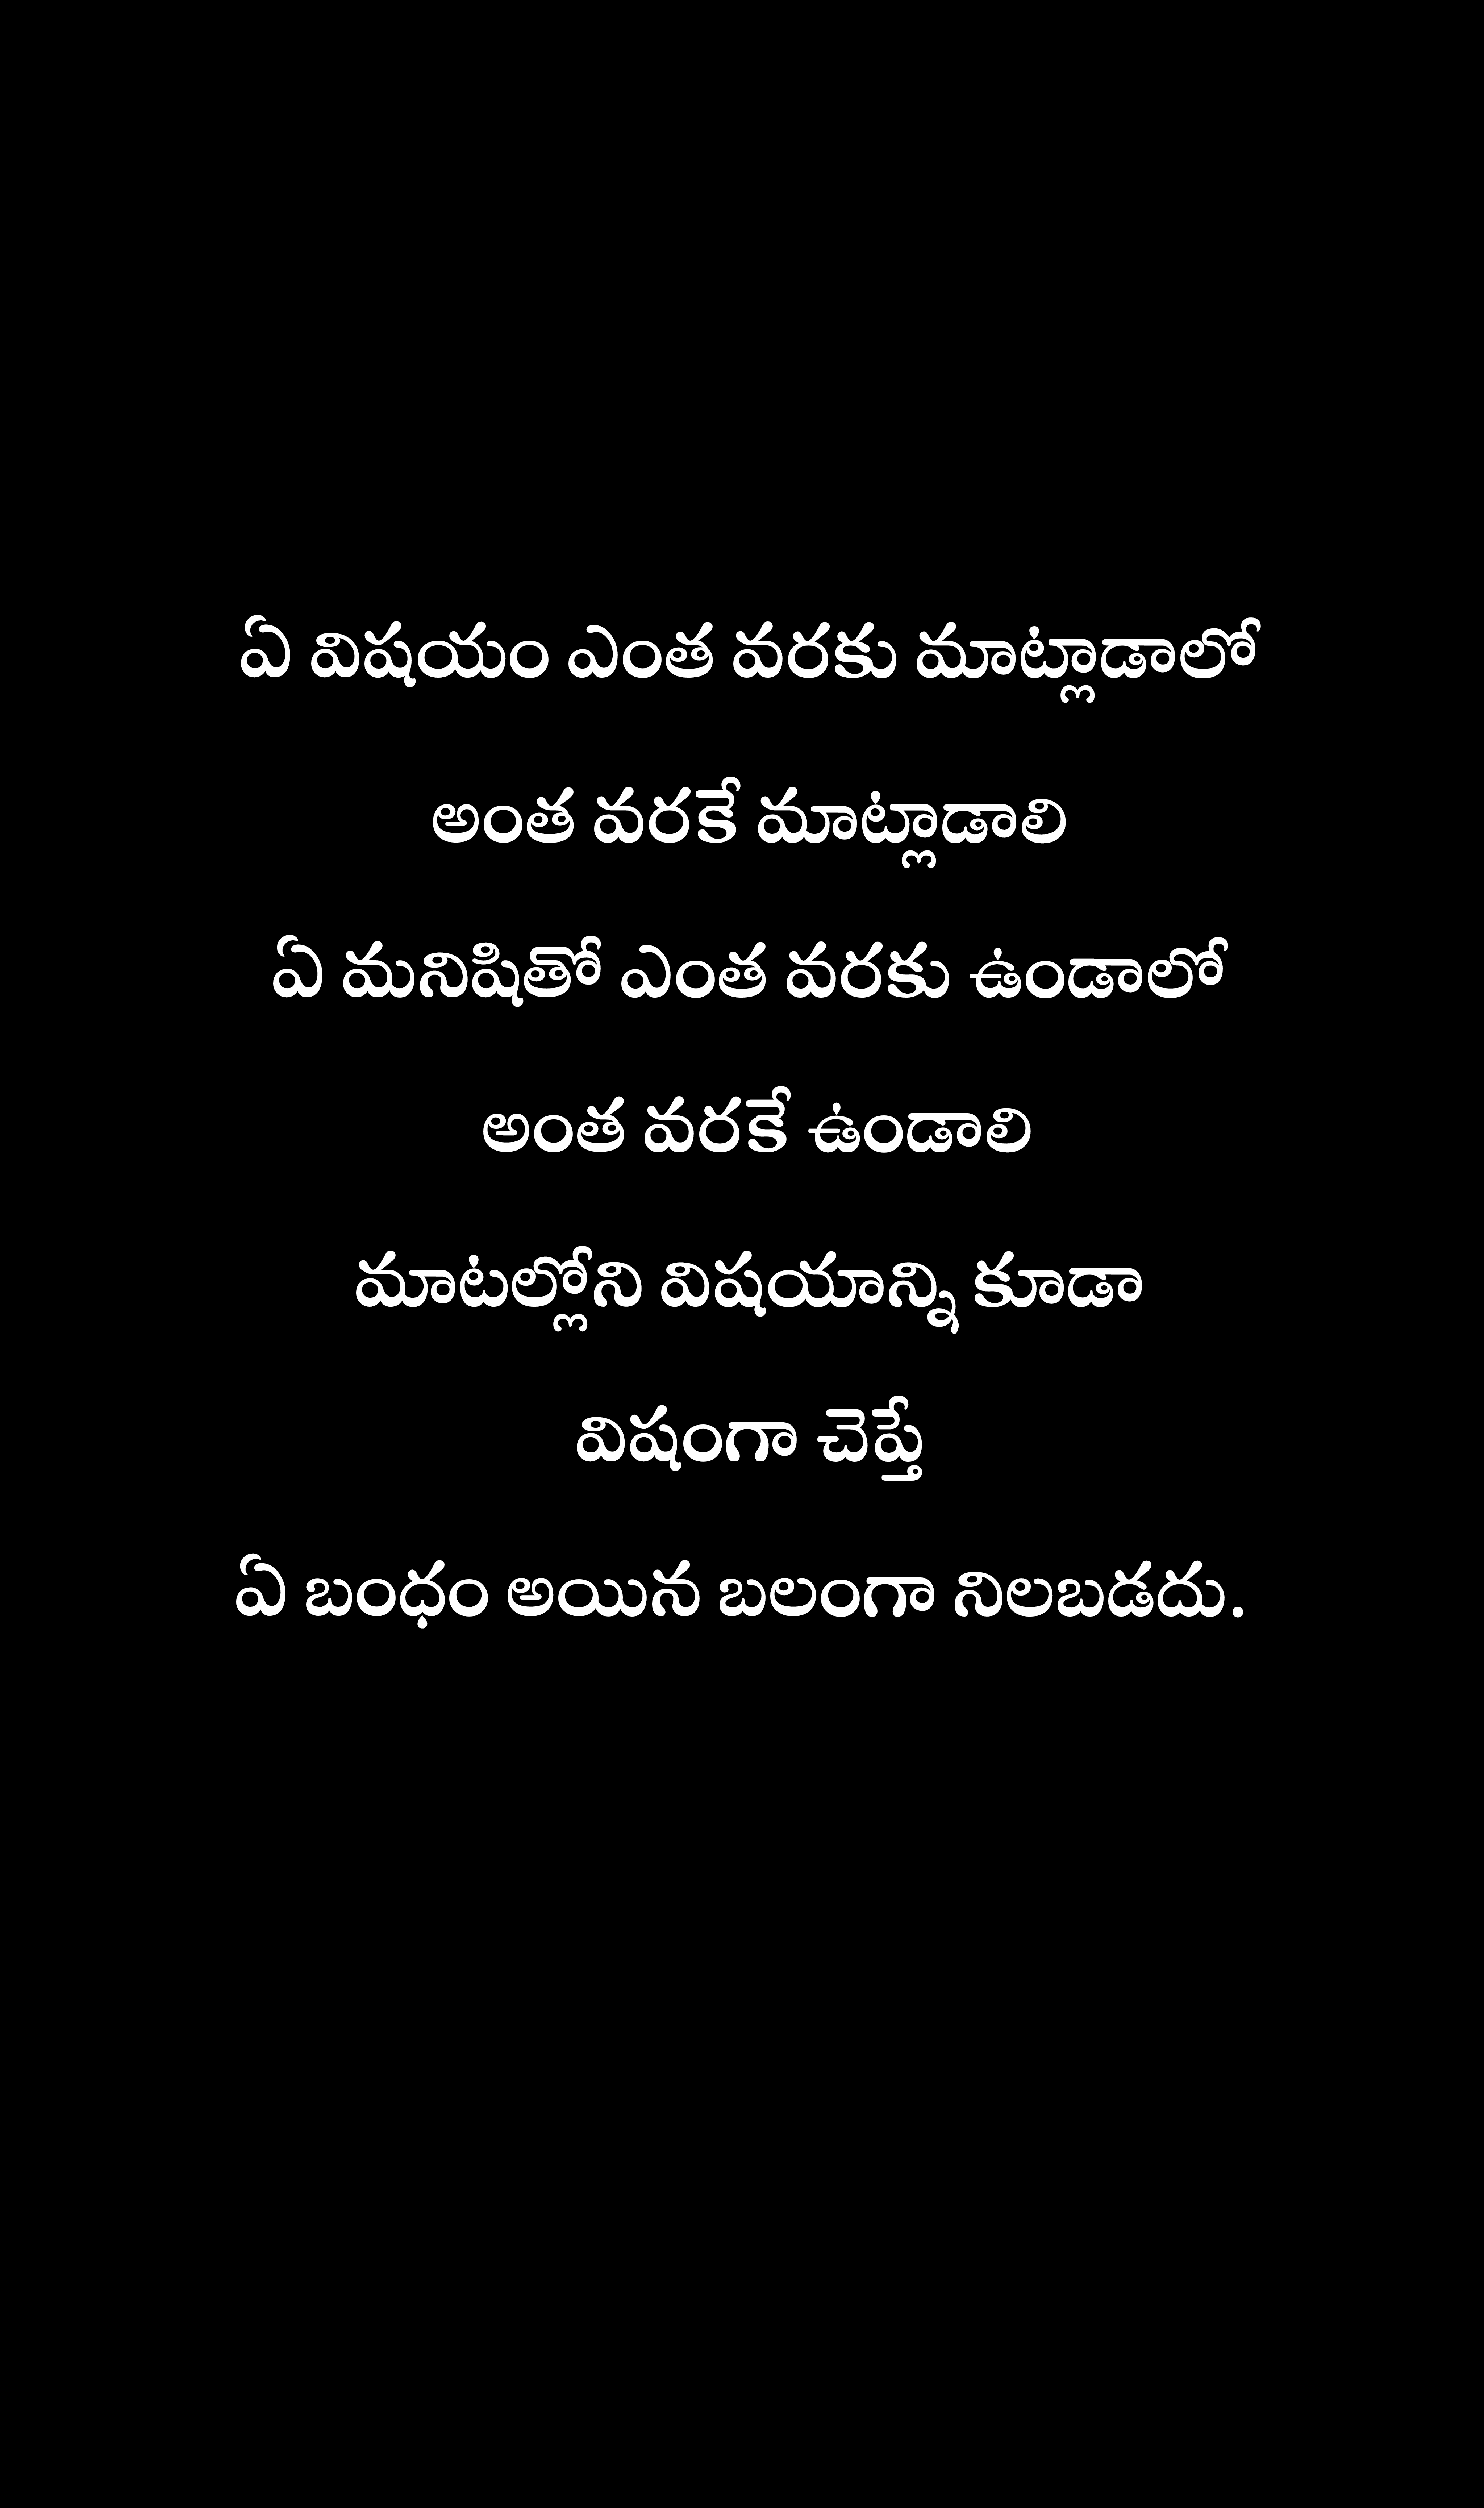 ఏ విషయం ఎంత వరకు మాట్లాడాలో
అంత వరకే మాట్లాడాలి
ఏ మనిషితో ఎంత వరకు ఉండాలో
అంత వరకే ఉండాలి
మాటల్లోని విషయాన్ని కూడా
విషంగా చెప్తే
ఏ బంధం అయిన బలంగా నిలబడదు.